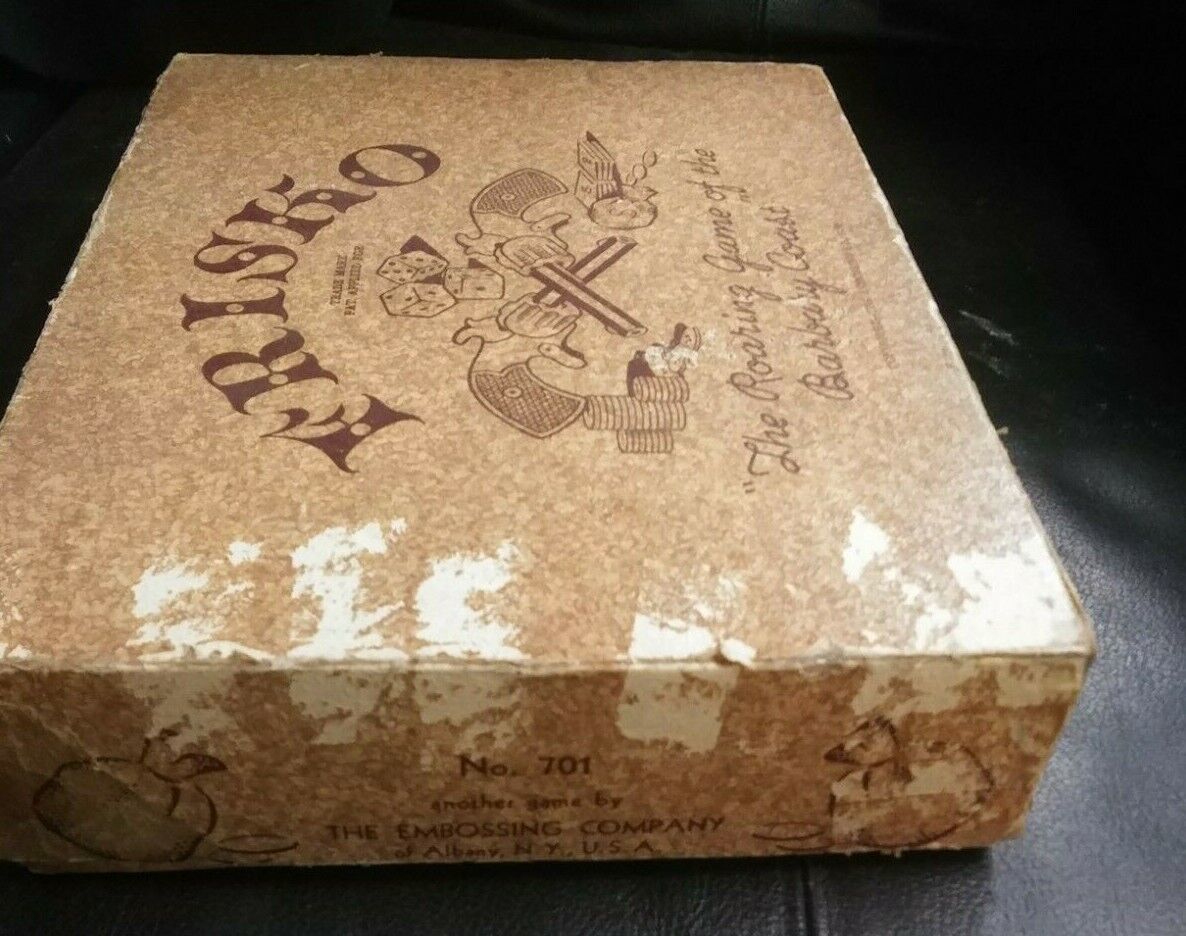 FRISKO
TRADE MARK
PAT. APPLIED FOR
"The Roaring Game of the
Barbary Coast"
No. 701
another game by
THE EMBOSSING COMPANY
of Albany, N.Y., U.S.A.